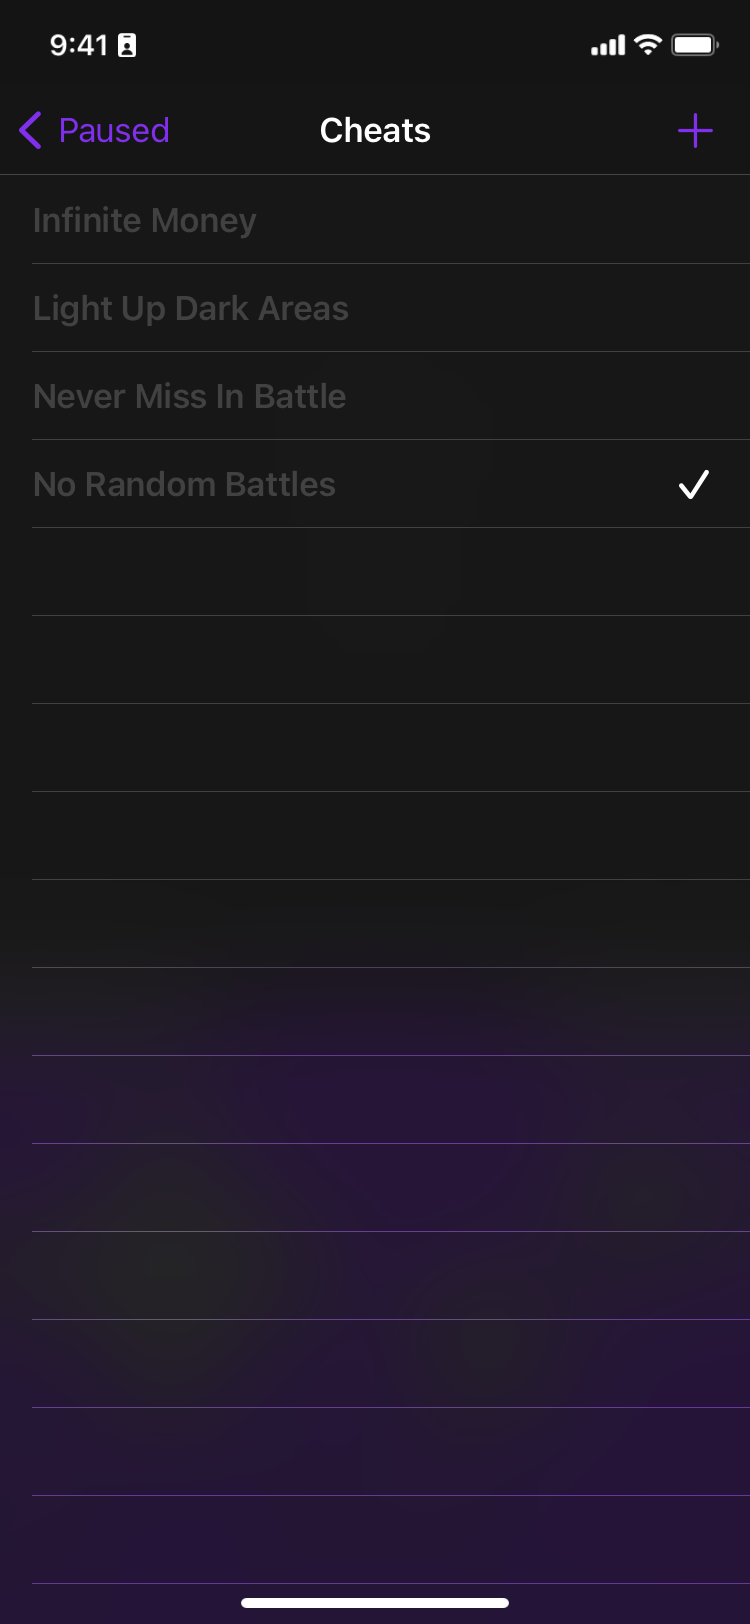 9:41
Paused
Cheats
Infinite Money
Light Up Dark Areas
Never Miss In Battle
No Random Battles